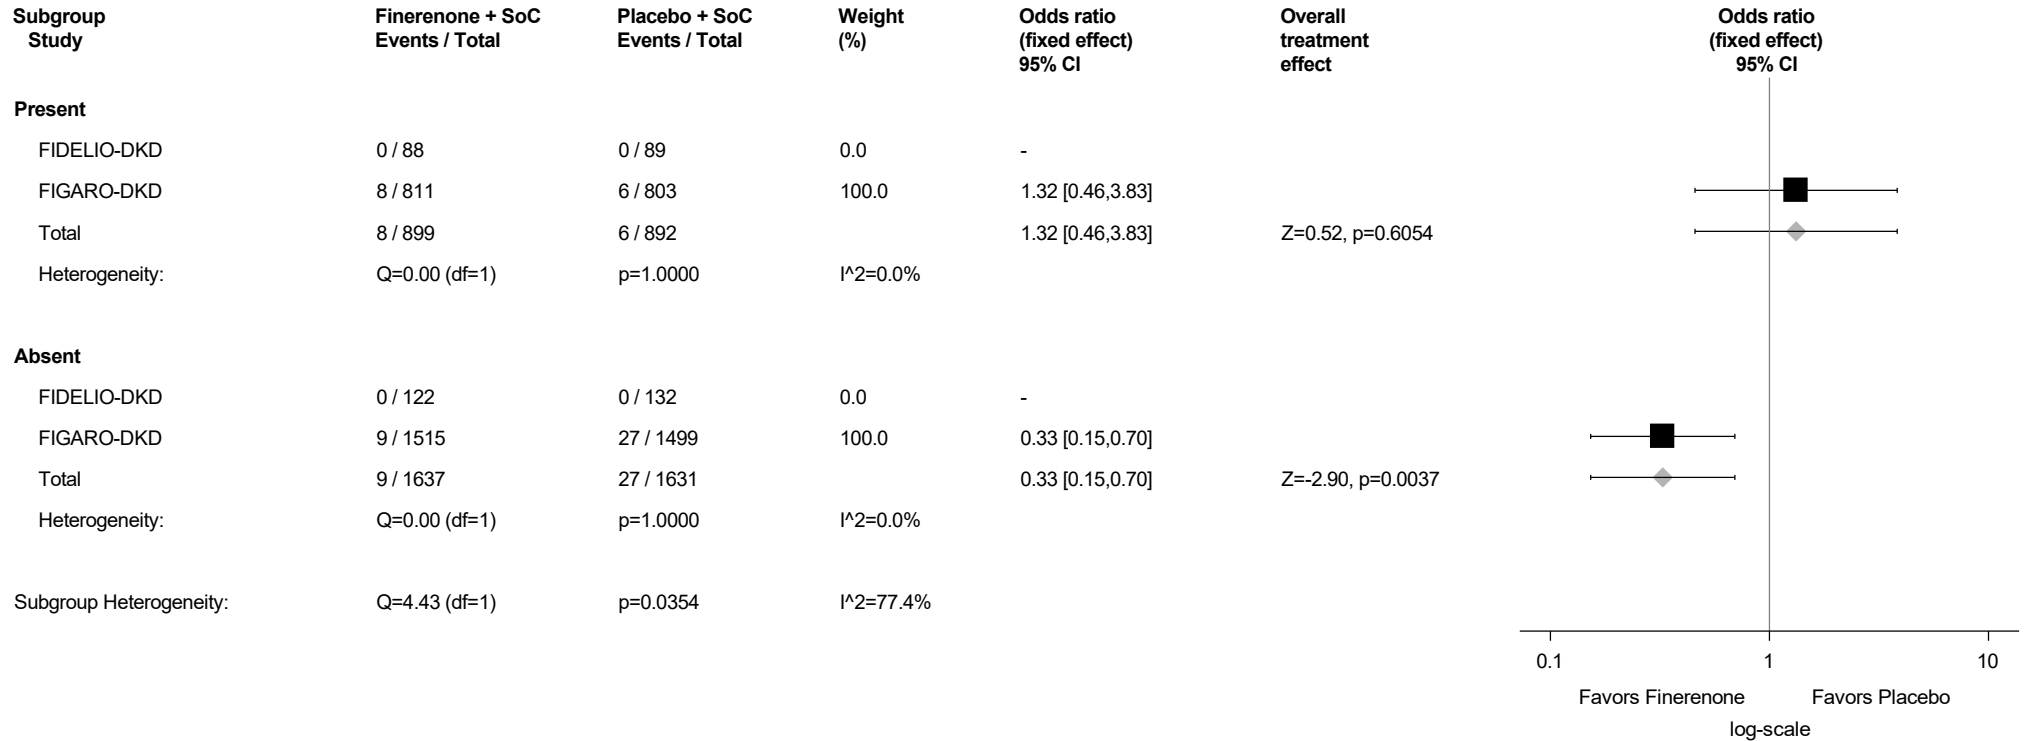 Subgroup Finerenone + SoC Placebo + SoC Weight Odds ratio Overall Odds ratio
Study Events / Total Events / Total (%) (fixed effect) treatment (fixed effect)
95% CI effect 95% CI
Present
FIDELIO-DKD 0 / 88 0 / 89 0.0 -
FIGARO-DKD 8 / 811 6 / 803 100.0 1.32 [0.46,3.83]
Total 8 / 899 6 / 892 1.32 [0.46,3.83] Z=0.52, p=0.6054
Heterogeneity: Q=0.00 (df=1) p=1.0000 I^2=0.0%
Absent
FIDELIO-DKD 0 / 122 0 / 132 0.0 -
FIGARO-DKD 9 / 1515 27 / 1499 100.0 0.33 [0.15,0.70]
Total 9 / 1637 27 / 1631 0.33 [0.15,0.70] Z=-2.90, p=0.0037
Heterogeneity: Q=0.00 (df=1) p=1.0000 I^2=0.0%
Subgroup Heterogeneity: Q=4.43 (df=1) p=0.0354 I^2=77.4%
0.1 1 10
Favors Finerenone Favors Placebo
log-scale